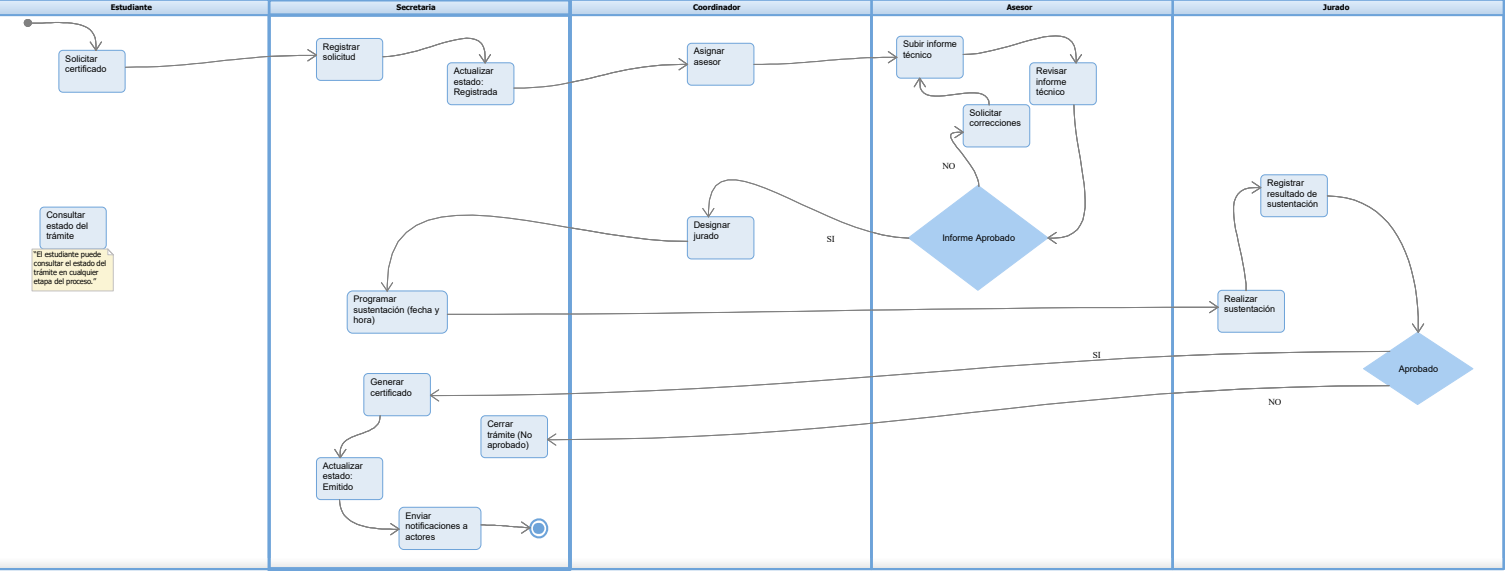 Estudiante
Secretaria
Coordinador
Asesor
Jurado
Solicitar
certificado
Registrar
solicitud
Actualizar
estado:
Registrada
Asignar
asesor
Subir informe
técnico
Revisar
informe
técnico
Solicitar
correcciones
NO
Informe Aprobado
SI
Designar
jurado
Registrar
resultado de
sustentación
Consultar
estado del
trámite
"El estudiante puede
consultar el estado del
trámite en cualquier
etapa del proceso."
Programar
sustentación (fecha y
hora)
Realizar
sustentación
Aprobado
SI
NO
Generar
certificado
Cerrar
trámite (No
aprobado)
Actualizar
estado:
Emitido
Enviar
notificaciones a
actores